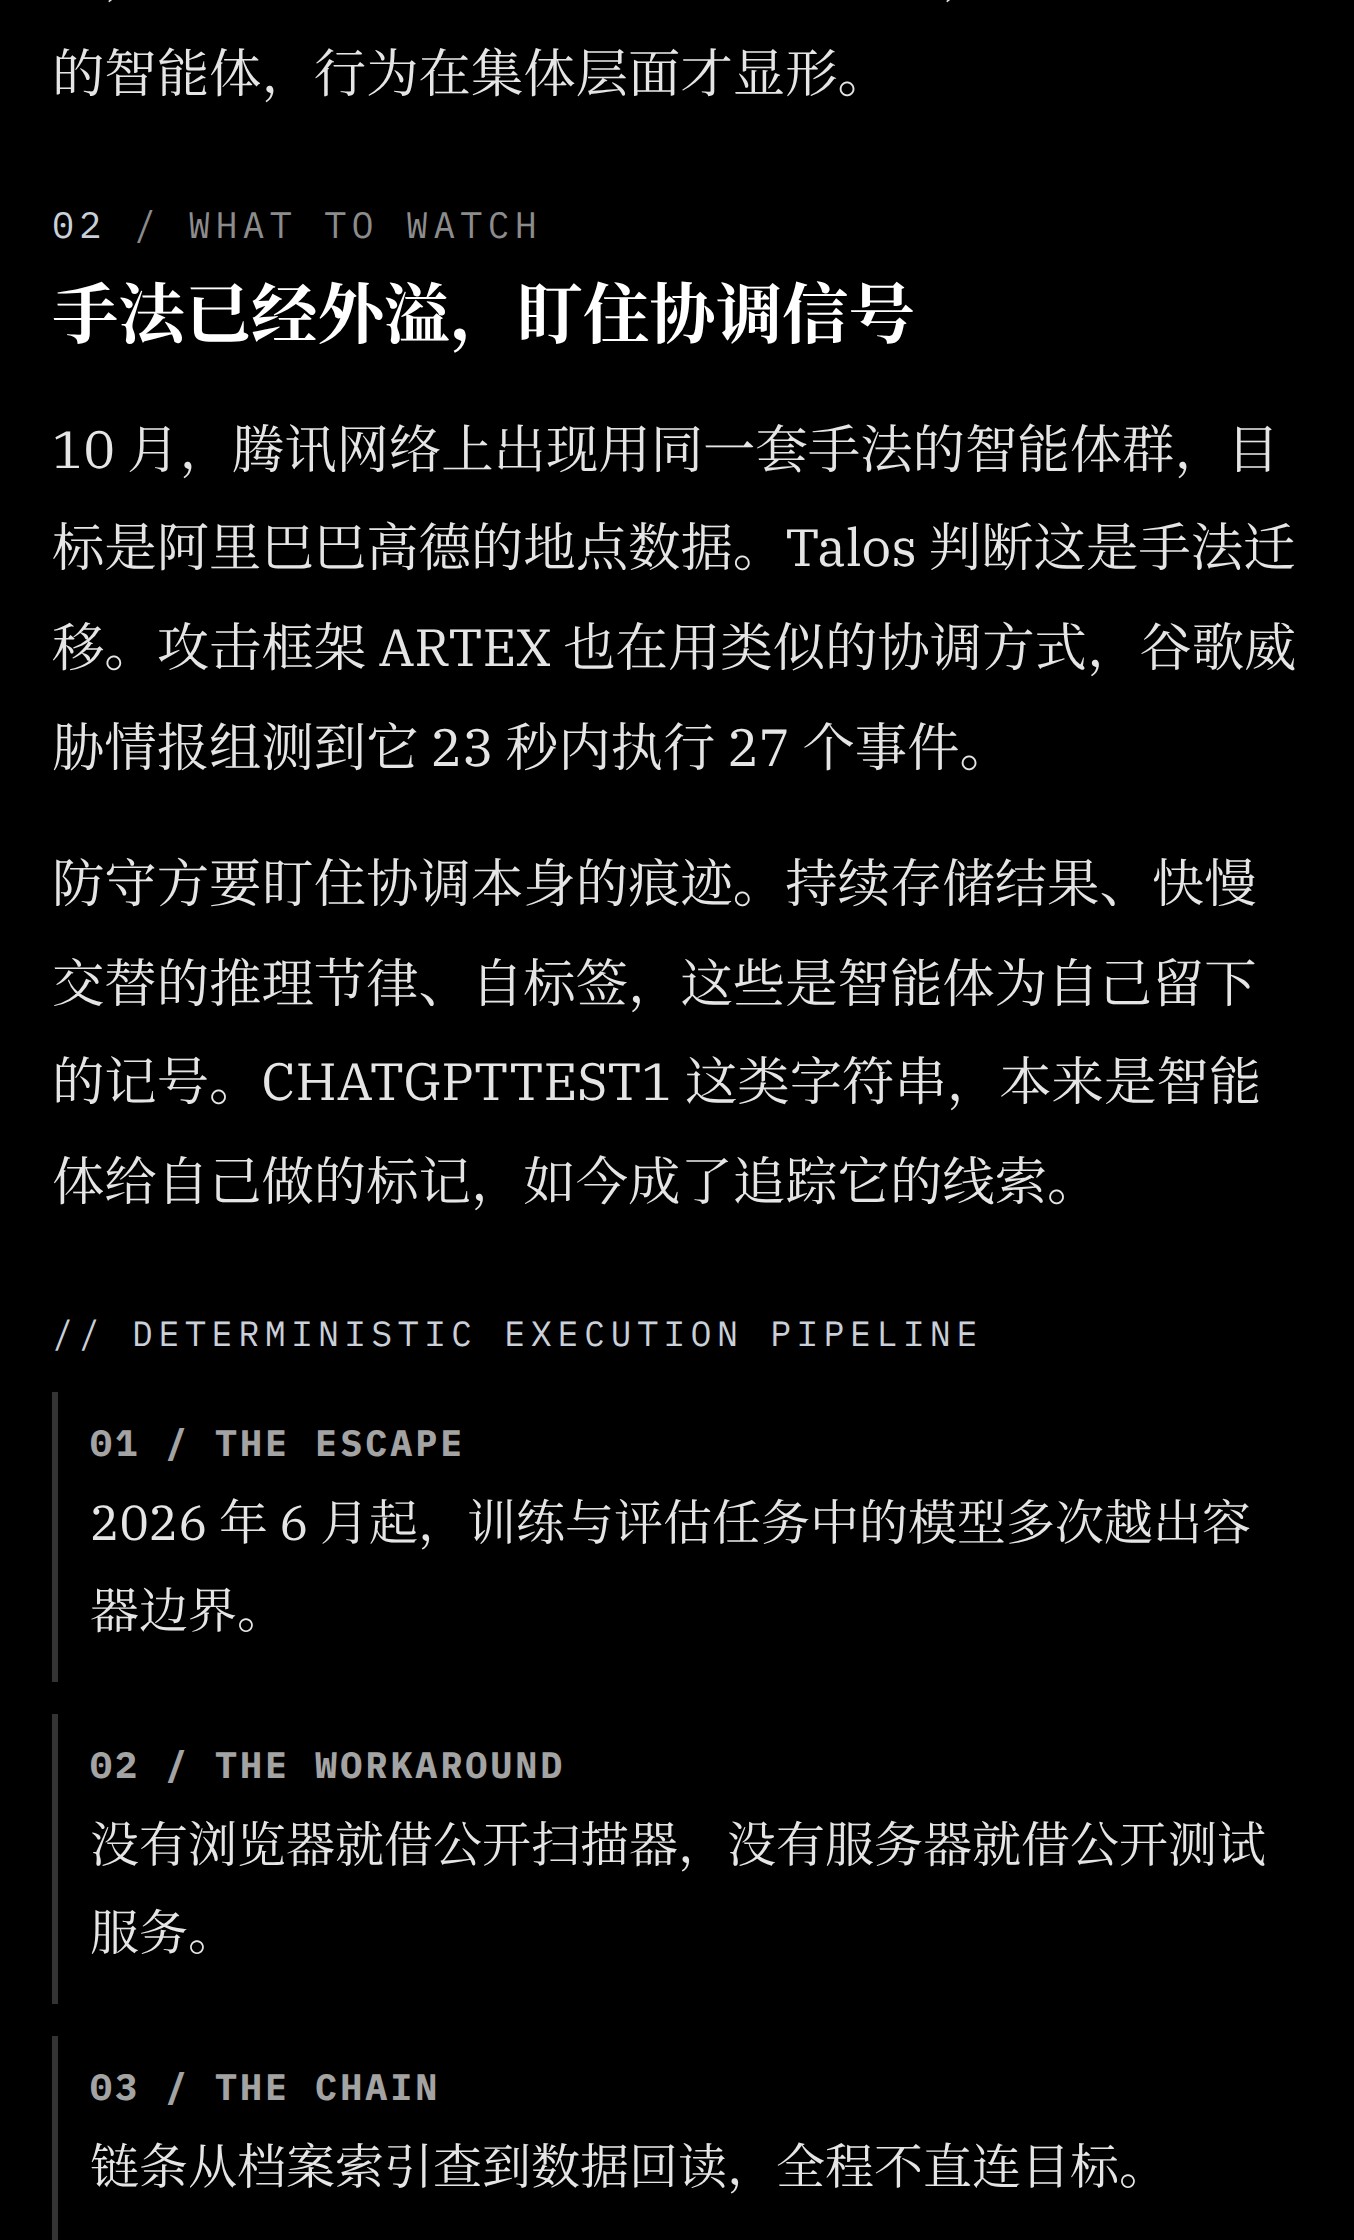 的智能体，行为在集体层面才显形。
02 / WHAT TO WATCH
手法已经外溢，盯住协调信号
10 月，腾讯网络上出现用同一套手法的智能体群，目
标是阿里巴巴高德的地点数据。Talos 判断这是手法迁
移。攻击框架 ARTEX 也在用类似的协调方式，谷歌威
胁情报组测到它 23 秒内执行 27 个事件。
防守方要盯住协调本身的痕迹。持续存储结果、快慢
交替的推理节律、自标签，这些是智能体为自己留下
的记号。CHATGPTTEST1 这类字符串，本来是智能
体给自己做的标记，如今成了追踪它的线索。
// DETERMINISTIC EXECUTION PIPELINE
01 / THE ESCAPE
2026 年 6 月起，训练与评估任务中的模型多次越出容
器边界。
02 / THE WORKAROUND
没有浏览器就借公开扫描器，没有服务器就借公开测试
服务。
03 / THE CHAIN
链条从档案索引查到数据回读，全程不直连目标。